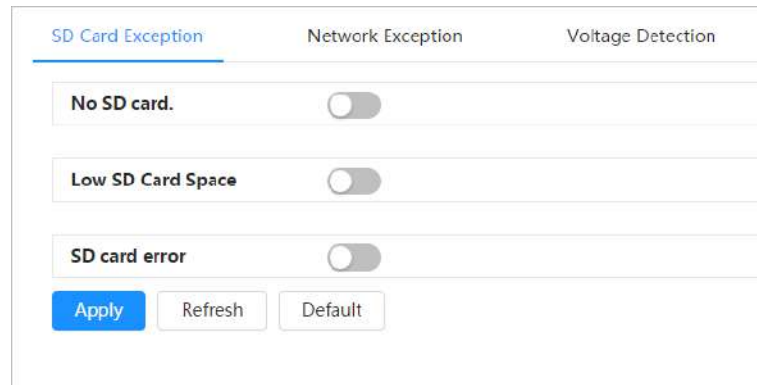 SD Card Exception Network Exception Voltage Detection
No SD card.
Low SD Card Space
SD card error
Apply Refresh Default